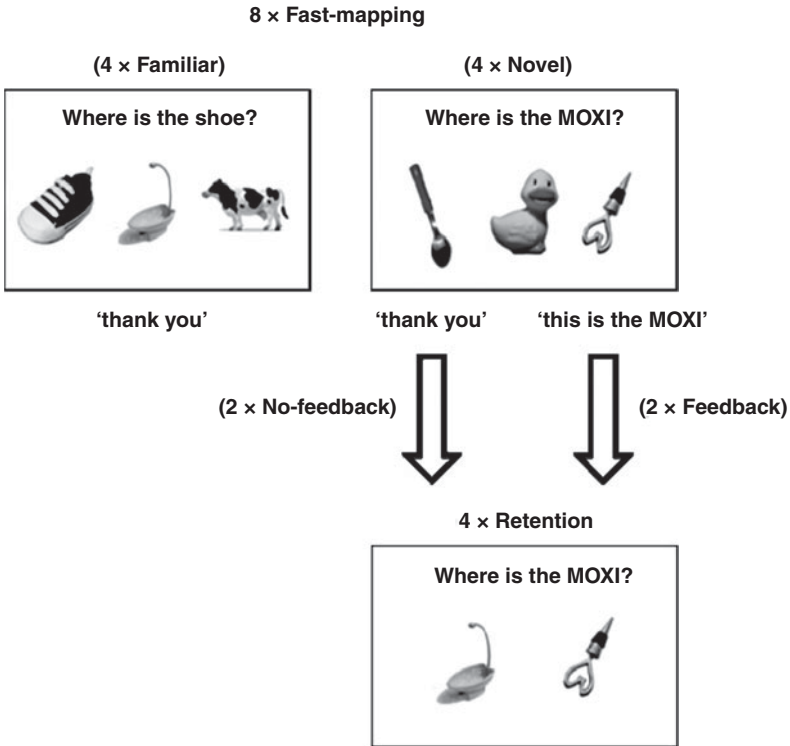 8 × Fast-mapping
(4 × Familiar)
(4 × Novel)
Where is the shoe?
Where is the MOXI?
‘thank you’
‘thank you’
‘this is the MOXI’
(2 × No-feedback)
(2 × Feedback)
4 × Retention
Where is the MOXI?